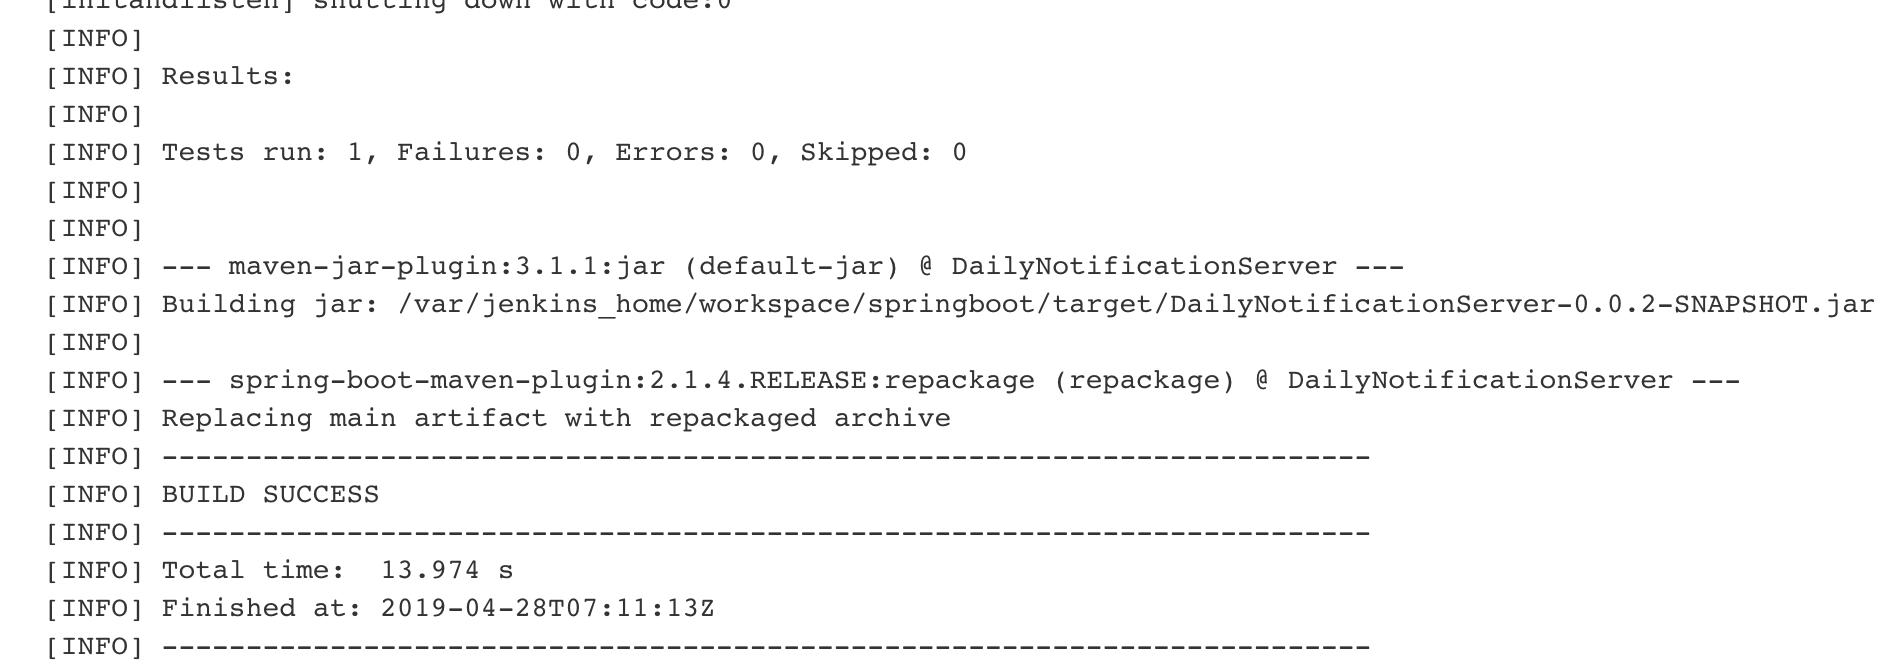 [initandlisten] shutting down with code:0
[INFO]
[INFO] Results:
[INFO]
[INFO] Tests run: 1, Failures: 0, Errors: 0, Skipped: 0
[INFO]
[INFO]
[INFO] --- maven-jar-plugin:3.1.1:jar (default-jar) @ DailyNotificationServer ---
[INFO] Building jar: /var/jenkins_home/workspace/springboot/target/DailyNotificationServer-0.0.2-SNAPSHOT.jar
[INFO]
[INFO] --- spring-boot-maven-plugin:2.1.4.RELEASE:repackage (repackage) @ DailyNotificationServer ---
[INFO] Replacing main artifact with repackaged archive
[INFO] ------------------------------------------------------------------------
[INFO] BUILD SUCCESS
[INFO] ------------------------------------------------------------------------
[INFO] Total time:  13.974 s
[INFO] Finished at: 2019-04-28T07:11:13Z
[INFO] ------------------------------------------------------------------------